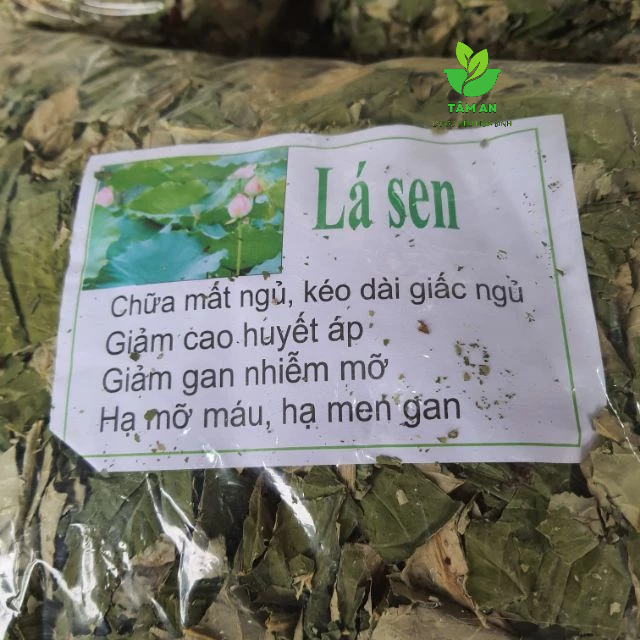 TÂM AN
Lá sen
Chữa mất ngủ, kéo dài giấc ngủ
Giảm cao huyết áp
Giảm gan nhiễm mỡ
Hạ mỡ máu, hạ men gan